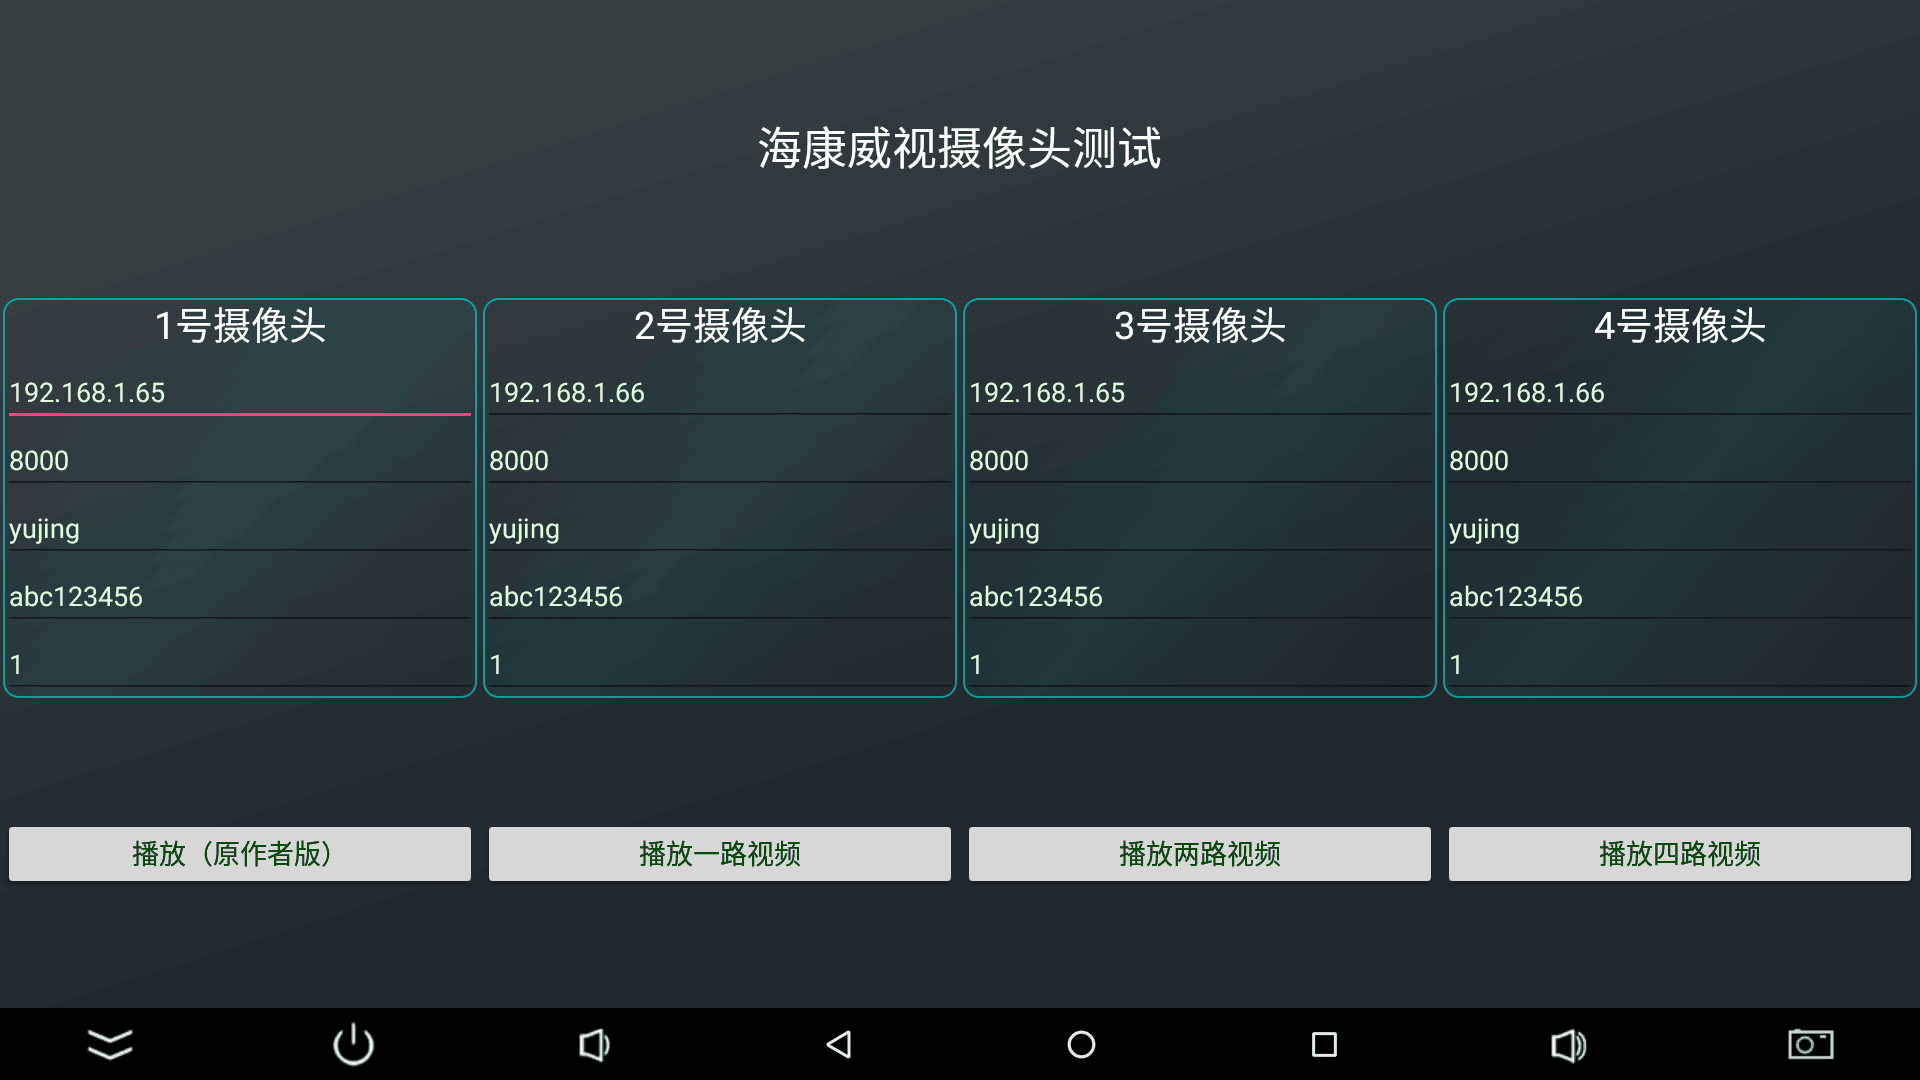 海康威视摄像头测试
1号摄像头
192.168.1.65
8000
yujing
abc123456
1
2号摄像头
192.168.1.66
8000
yujing
abc123456
1
3号摄像头
192.168.1.65
8000
yujing
abc123456
1
4号摄像头
192.168.1.66
8000
yujing
abc123456
1
播放（原作者版）
播放一路视频
播放两路视频
播放四路视频